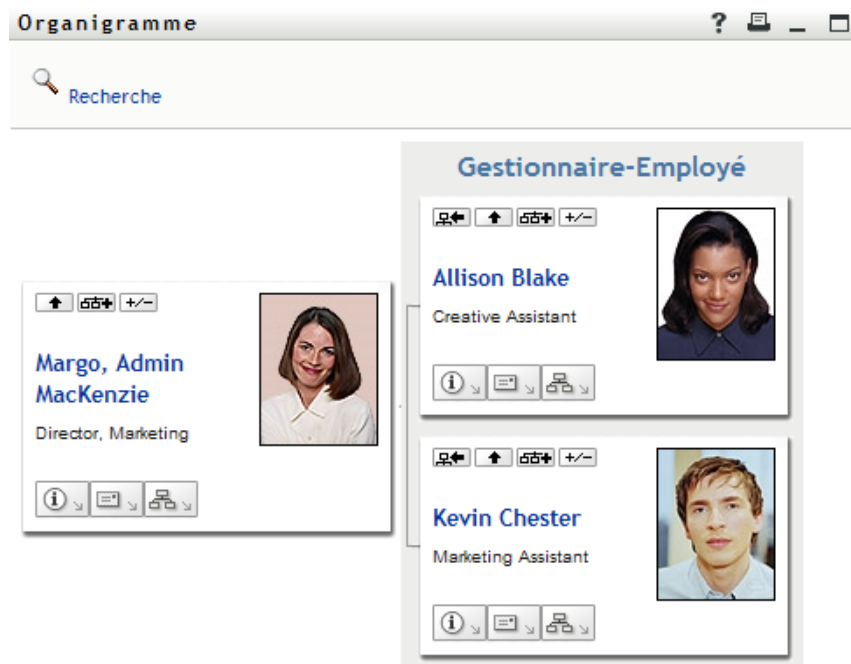 Organigramme
?
Recherche
Gestionnaire-Employé
+/−
Margo, Admin
MacKenzie
Director, Marketing
+/−
Allison Blake
Creative Assistant
+/−
Kevin Chester
Marketing Assistant